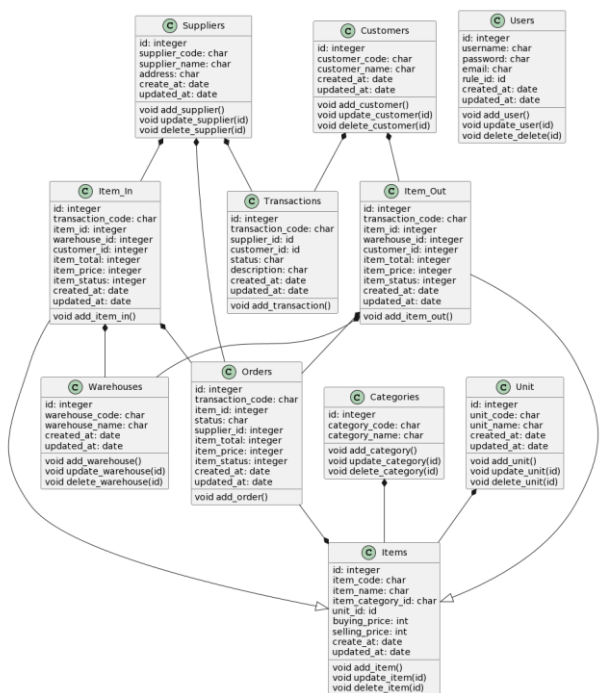 C Suppliers
id: integer
supplier_code: char
supplier_name: char
address: char
create_at: date
updated_at: date
void add_supplier()
void update_supplier(id)
void delete_supplier(id)
C Customers
id: integer
customer_code: char
customer_name: char
created_at: date
updated_at: date
void add_customer()
void update_customer(id)
void delete_customer(id)
C Users
id: integer
username: char
password: char
email: char
rule_id: id
created_at: date
updated_at: date
void add_user()
void update_user(id)
void delete_delete(id)
C Item_In
id: integer
transaction_code: char
item_id: integer
warehouse_id: integer
customer_id: integer
item_total: integer
item_price: integer
item_status: integer
created_at: date
updated_at: date
void add_item_in()
C Transactions
id: integer
transaction_code: char
supplier_id: id
customer_id: id
status: char
description: char
created_at: date
updated_at: date
void add_transaction()
C Item_Out
id: integer
transaction_code: char
item_id: integer
warehouse_id: integer
customer_id: integer
item_total: integer
item_price: integer
item_status: integer
created_at: date
updated_at: date
void add_item_out()
C Warehouses
id: integer
warehouse_code: char
warehouse_name: char
created_at: date
updated_at: date
void add_warehouse()
void update_warehouse(id)
void delete_warehouse(id)
C Orders
id: integer
transaction_code: char
item_id: integer
status: char
supplier_id: integer
item_total: integer
item_price: integer
item_status: integer
created_at: date
updated_at: date
void add_order()
C Categories
id: integer
category_code: char
category_name: char
void add_category()
void update_category(id)
void delete_category(id)
C Unit
id: integer
unit_code: char
unit_name: char
created_at: date
updated_at: date
void add_unit()
void update_unit(id)
void delete_unit(id)
C Items
id: integer
item_code: char
item_name: char
item_category_id: char
unit_id: id
buying_price: int
selling_price: int
create_at: date
updated_at: date
void add_item()
void update_item(id)
void delete_item(id)